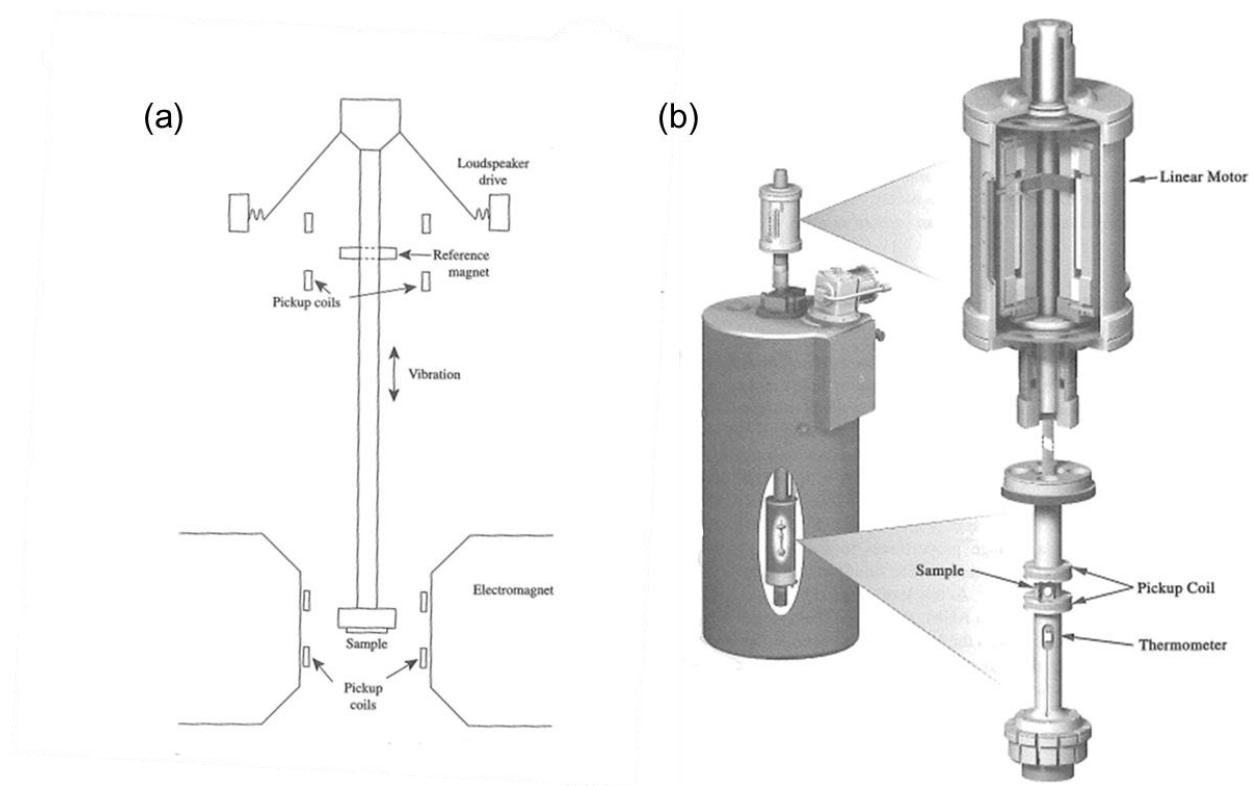 (a)
Loudspeaker
drive
Reference
magnet
Pickup coils
Vibration
Electromagnet
Sample
Pickup
coils
(b)
Linear Motor
Sample
Pickup Coil
Thermometer